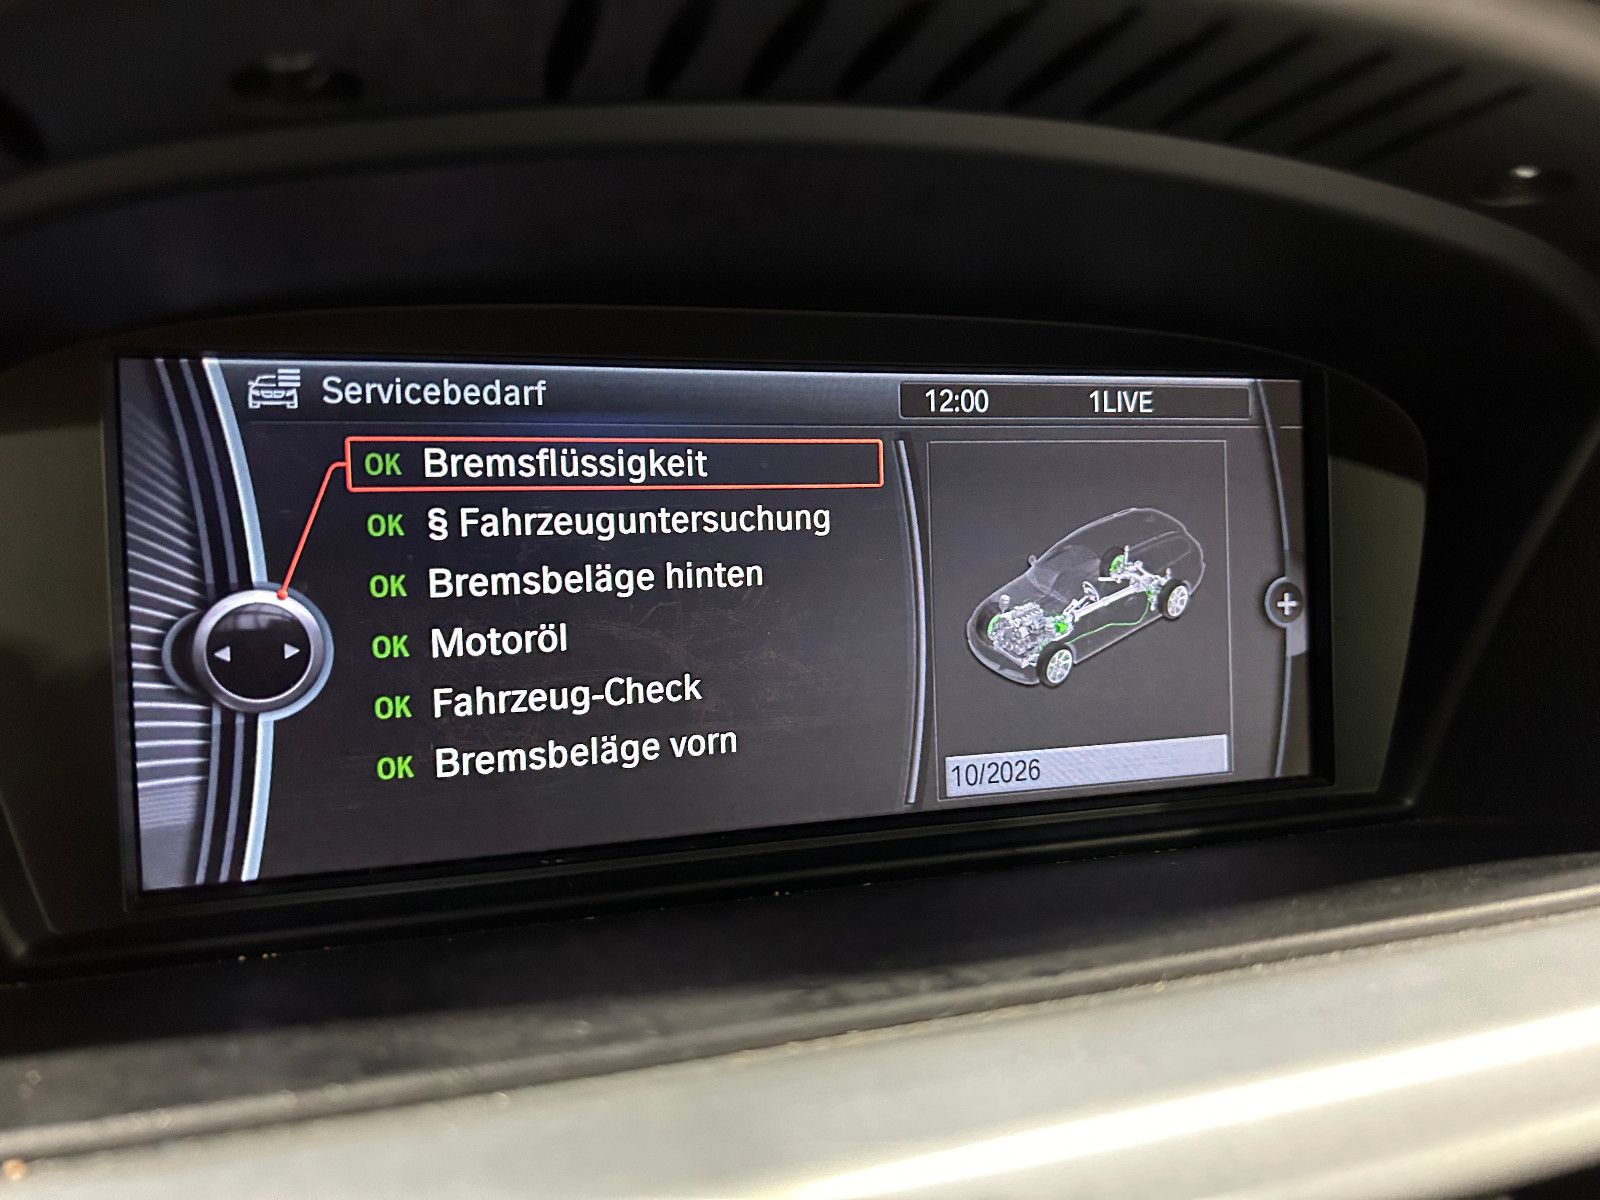 Servicebedarf
12:00 1LIVE
OK Bremsflüssigkeit
OK § Fahrzeuguntersuchung
OK Bremsbeläge hinten
OK Motoröl
OK Fahrzeug-Check
OK Bremsbeläge vorn
10/2026